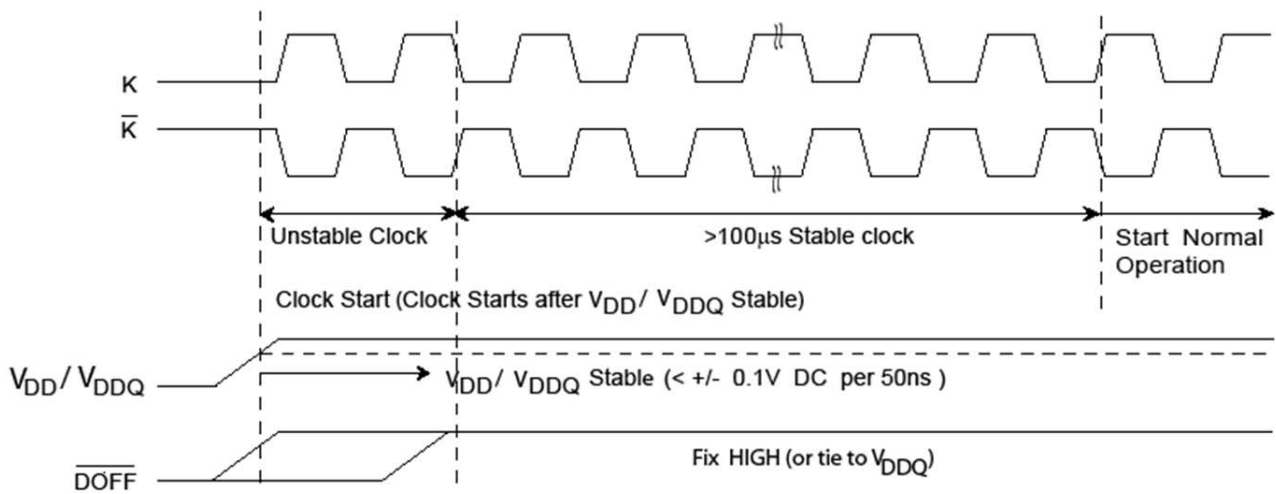 K
K̅
Unstable Clock
>100μs Stable clock
Start Normal
Operation
Clock Start (Clock Starts after VDD/ VDDQ Stable)
VDD/ VDDQ
VDD/ VDDQ Stable (< +/- 0.1V DC per 50ns )
D̅O̅F̅F̅
Fix HIGH (or tie to VDDQ)